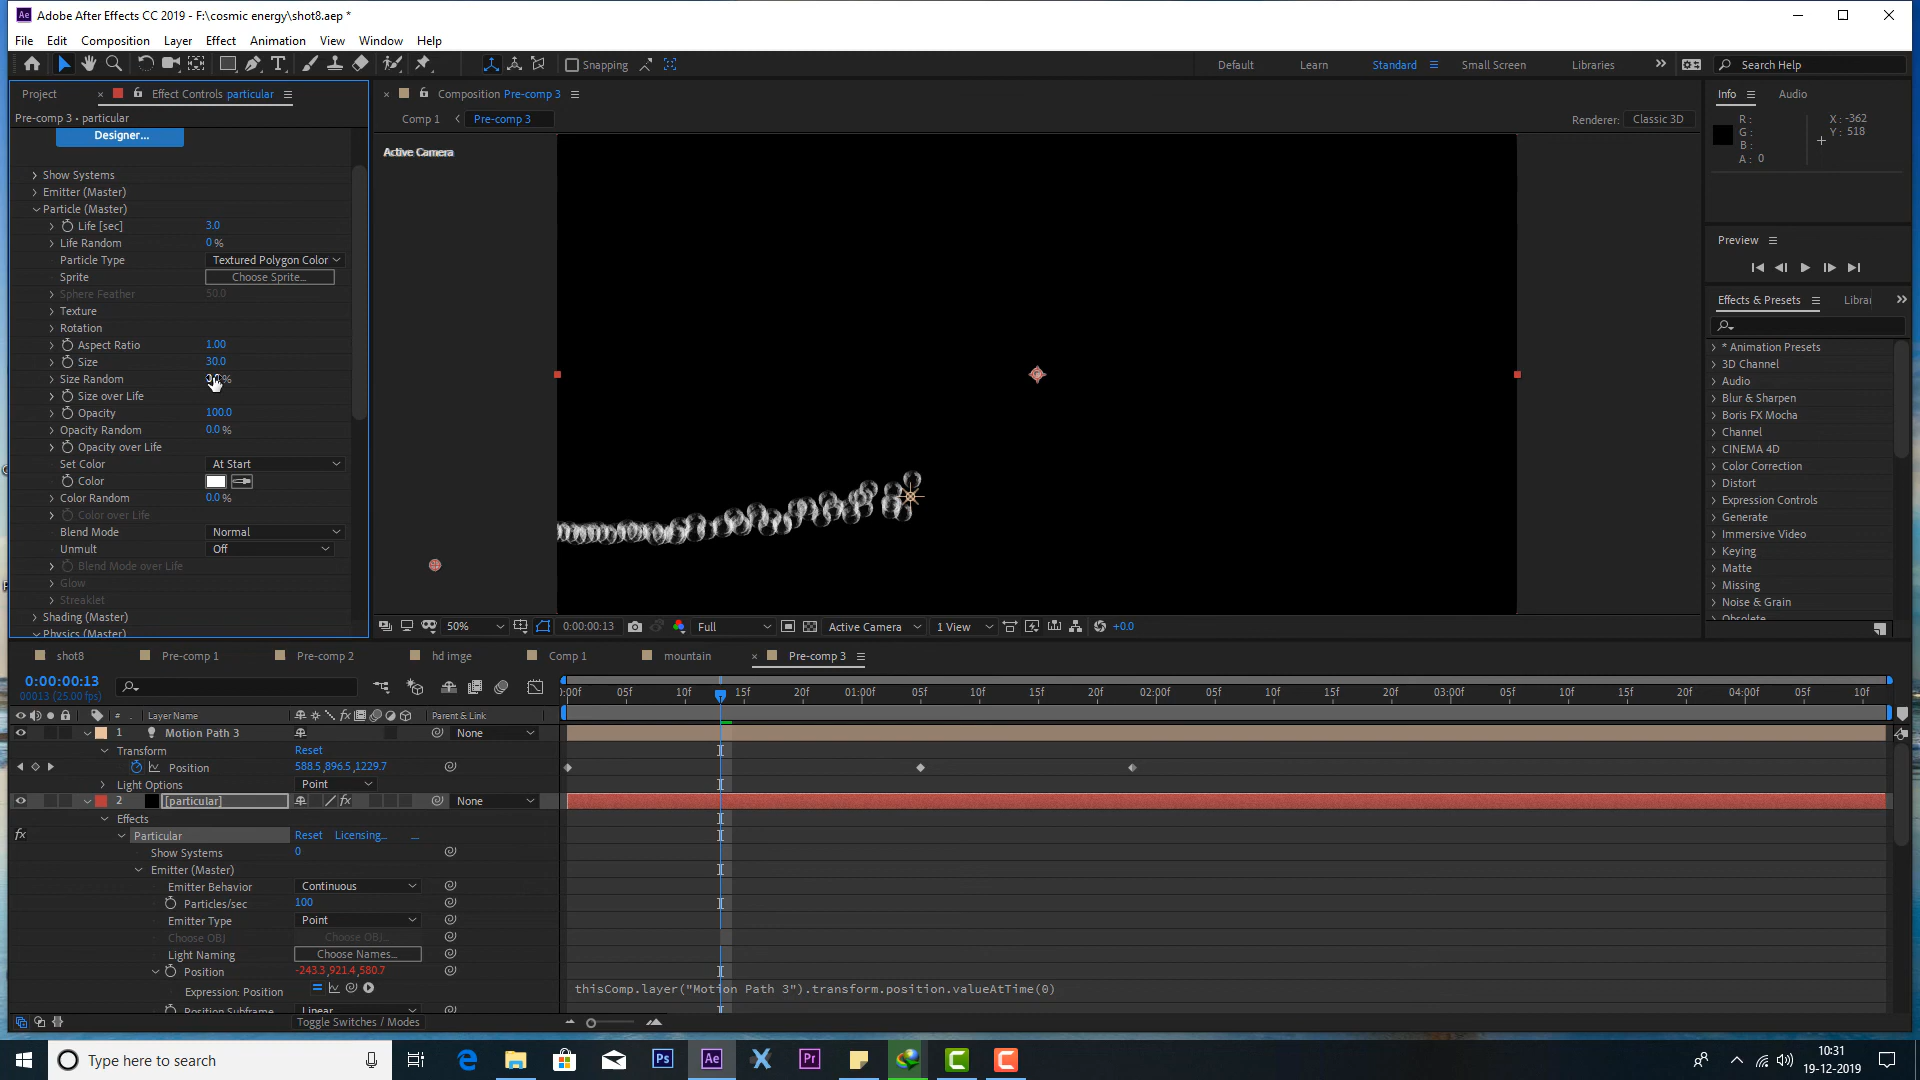 Adobe After Effects CC 2019 - F:\cosmic energy\shot8.aep *
File Edit Composition Layer Effect Animation View Window Help
Snapping Default Learn Standard Small Screen Libraries Search Help
Project Effect Controls particular
Pre-comp 3 • particular
Designer...
Show Systems
Emitter (Master)
Particle (Master)
Life [sec] 3.0
Life Random 0 %
Particle Type Textured Polygon Color
Sprite Choose Sprite...
Sphere Feather 50.0
Texture
Rotation
Aspect Ratio 1.00
Size 30.0
Size Random %
Size over Life
Opacity 100.0
Opacity Random 0.0 %
Opacity over Life
Set Color At Start
Color
Color Random 0.0 %
Color over Life
Blend Mode Normal
Unmult Off
Blend Mode over Life
Glow
Streaklet
Shading (Master)
Physics (Master)
Composition Pre-comp 3
Comp 1 Pre-comp 3
Renderer: Classic 3D
Active Camera
50% 0:00:00:13 Full Active Camera 1 View +0.0
Info Audio
R : X : -362
G : Y : 518
B :
A : 0
Preview
Effects & Presets Librar
* Animation Presets
3D Channel
Audio
Blur & Sharpen
Boris FX Mocha
Channel
CINEMA 4D
Color Correction
Distort
Expression Controls
Generate
Immersive Video
Keying
Matte
Missing
Noise & Grain
Obsolete
shot8 Pre-comp 1 Pre-comp 2 hd imge Comp 1 mountain Pre-comp 3
0:00:00:13
00013 (25.00 fps)
:00f 05f 10f 15f 20f 01:00f 05f 10f 15f 20f 02:00f 05f 10f 15f 20f 03:00f 05f 10f 15f 20f 04:00f 05f 10f
# Layer Name Parent & Link
1 Motion Path 3 None
Transform Reset
Position 588.5,896.5,1229.7
Light Options Point
2 [particular] None
Effects
fx Particular Reset Licensing... ...
Show Systems 0
Emitter (Master)
Emitter Behavior Continuous
Particles/sec 100
Emitter Type Point
Choose OBJ Choose OBJ...
Light Naming Choose Names...
Position -243.3,921.4,580.7
Expression: Position thisComp.layer("Motion Path 3").transform.position.valueAtTime(0)
Position Subframe Linear
Toggle Switches / Modes
Type here to search
10:31
19-12-2019